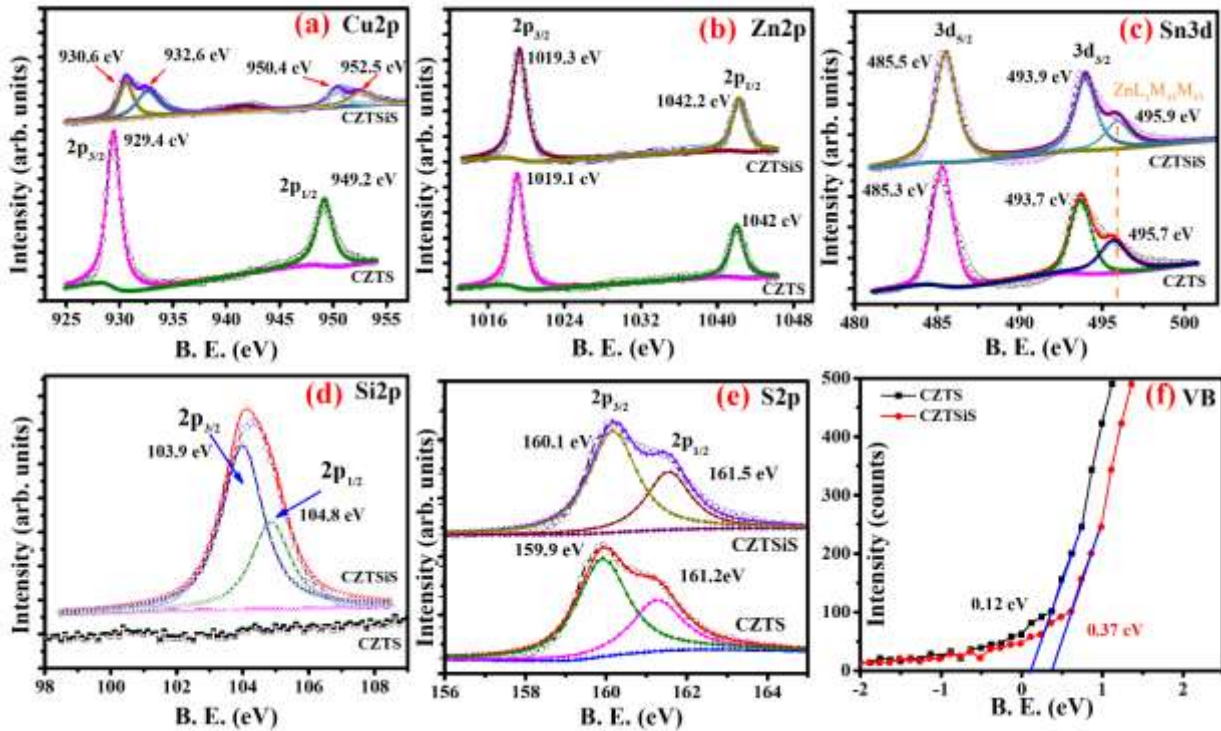 (a) Cu2p
930.6 eV
932.6 eV
950.4 eV
952.5 eV
CZTSiS
2p3/2
929.4 eV
2p1/2
949.2 eV
CZTS
Intensity (arb. units)
925 930 935 940 945 950 955
B. E. (eV)
(b) Zn2p
2p3/2
1019.3 eV
2p1/2
1042.2 eV
CZTSiS
1019.1 eV
1042 eV
CZTS
Intensity (arb. units)
1016 1024 1032 1040 1048
B. E. (eV)
(c) Sn3d
3d5/2
485.5 eV
3d3/2
493.9 eV
495.9 eV
CZTSiS
485.3 eV
493.7 eV
495.7 eV
CZTS
Intensity (arb. units)
480 485 490 495 500
B. E. (eV)
(d) Si2p
2p3/2
103.9 eV
2p1/2
104.8 eV
CZTSiS
CZTS
Intensity (arb. units)
98 100 102 104 106 108
B. E. (eV)
(e) S2p
2p3/2
160.1 eV
161.5 eV
CZTSiS
159.9 eV
161.2eV
CZTS
Intensity (arb. units)
156 158 160 162 164
B. E. (eV)
(f) VB
CZTS
CZTSiS
0.12 eV
0.37 eV
Intensity (counts)
500
400
300
200
100
0
-2 -1 0 1 2
B. E. (eV)